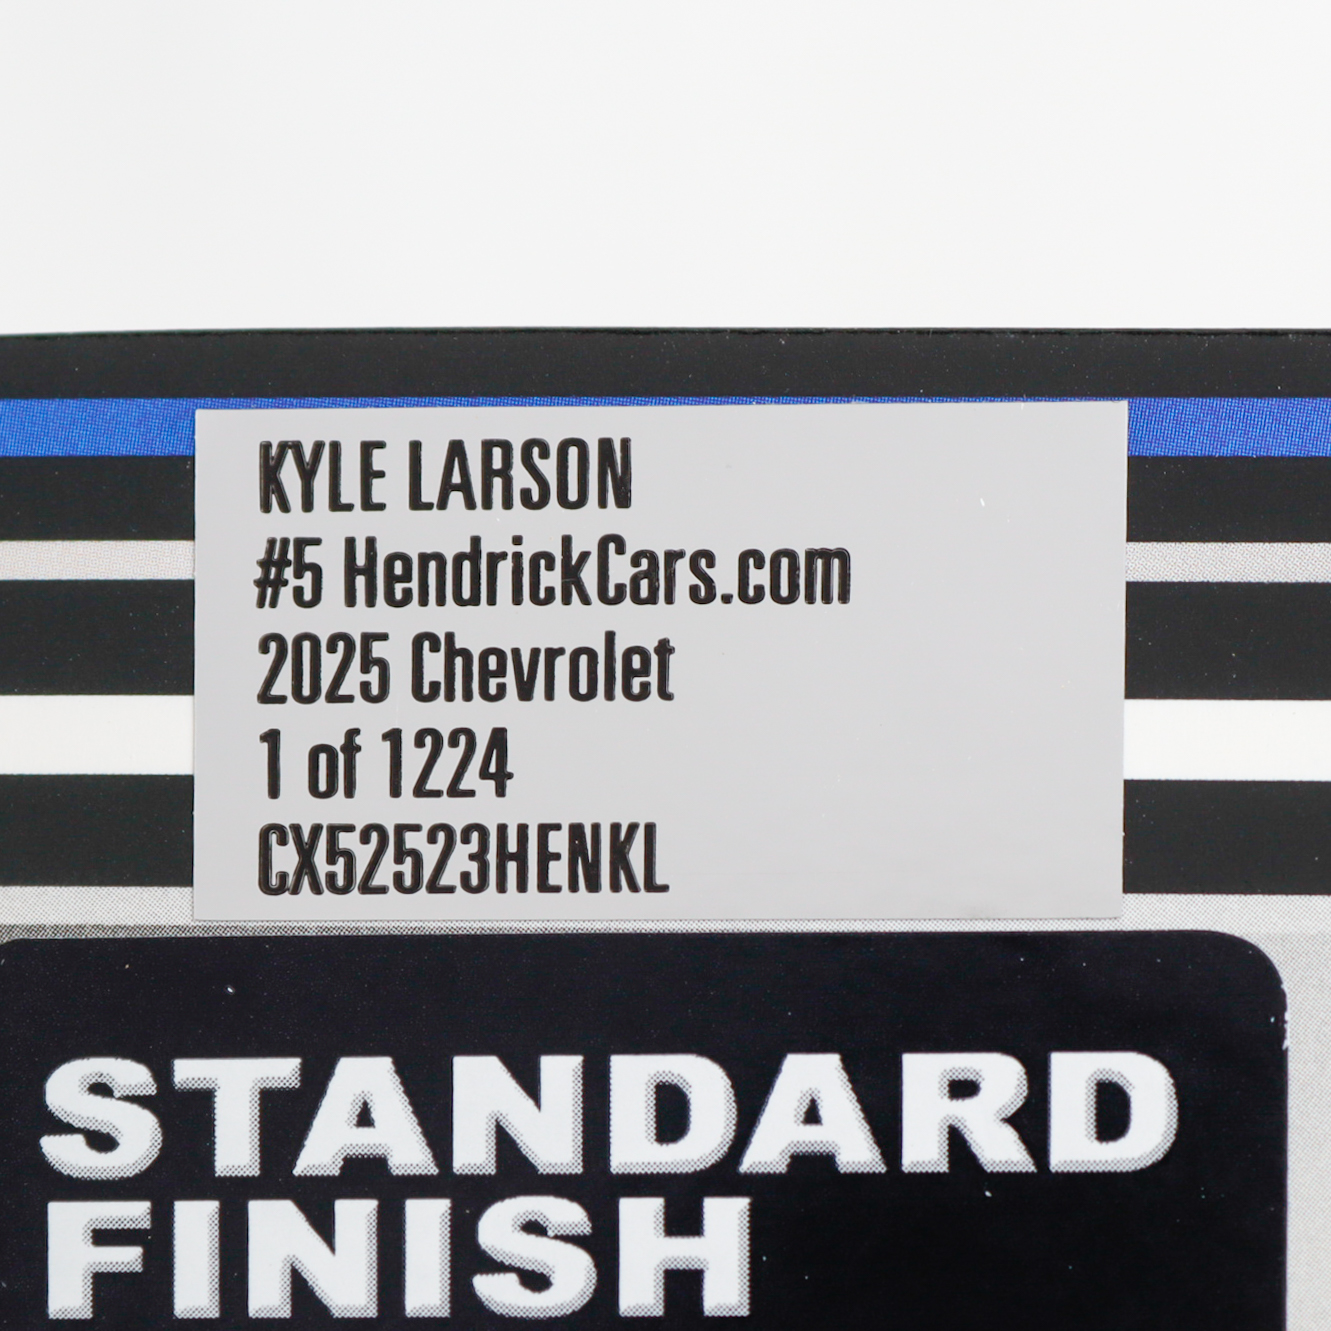 KYLE LARSON
#5 HendrickCars.com
2025 Chevrolet
1 of 1224
CX52523HENKL
STANDARD
FINISH